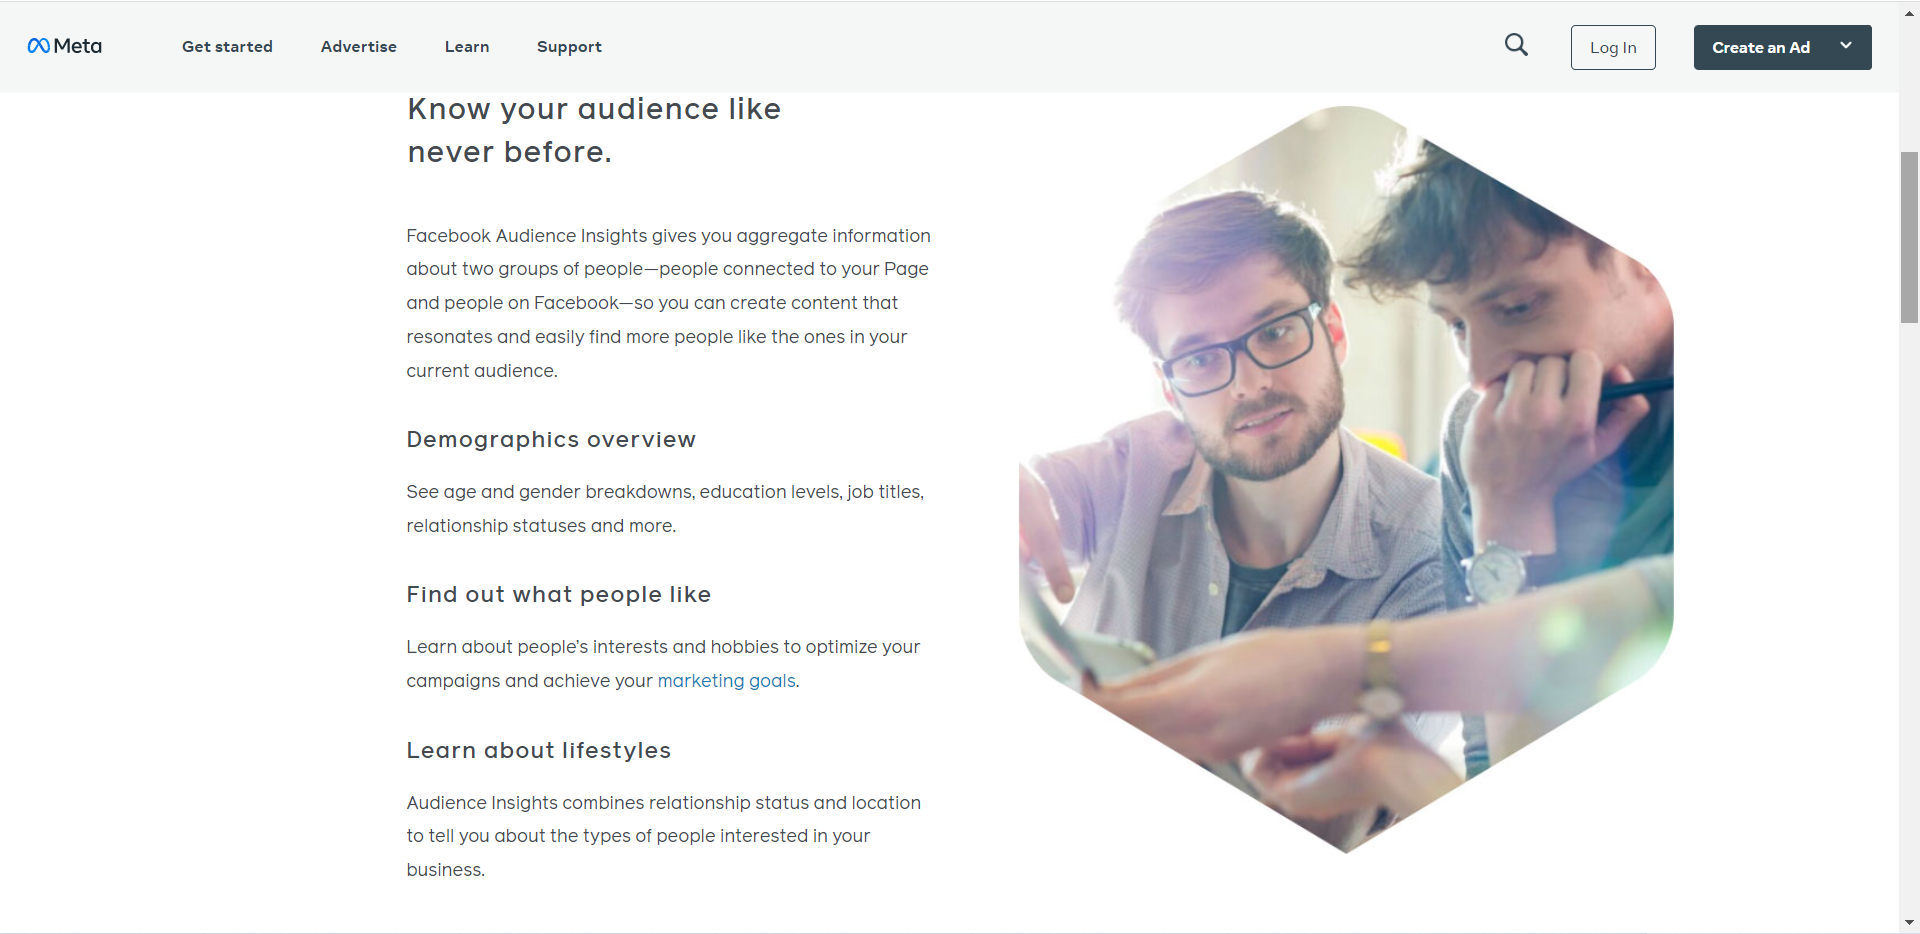 Meta
Get started
Advertise
Learn
Support
Log In
Create an Ad
Know your audience like
never before.
Facebook Audience Insights gives you aggregate information
about two groups of people—people connected to your Page
and people on Facebook—so you can create content that
resonates and easily find more people like the ones in your
current audience.
Demographics overview
See age and gender breakdowns, education levels, job titles,
relationship statuses and more.
Find out what people like
Learn about people’s interests and hobbies to optimize your
campaigns and achieve your marketing goals.
Learn about lifestyles
Audience Insights combines relationship status and location
to tell you about the types of people interested in your
business.